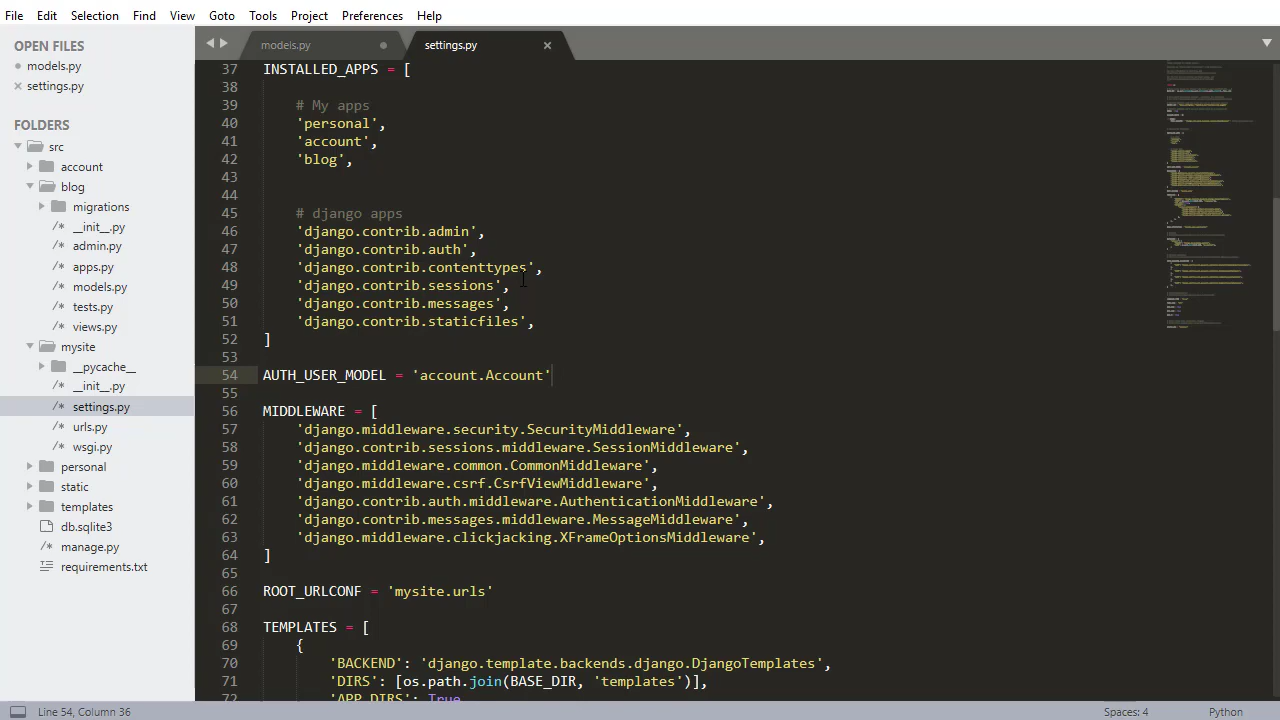 File Edit Selection Find View Goto Tools Project Preferences Help
OPEN FILES
models.py
settings.py
FOLDERS
src
account
blog
migrations
__init__.py
admin.py
apps.py
models.py
tests.py
views.py
mysite
__pycache__
__init__.py
settings.py
urls.py
wsgi.py
personal
static
templates
db.sqlite3
manage.py
requirements.txt
models.py settings.py
37 INSTALLED_APPS = [
38
39 # My apps
40 'personal',
41 'account',
42 'blog',
43
44
45 # django apps
46 'django.contrib.admin',
47 'django.contrib.auth',
48 'django.contrib.contenttypes',
49 'django.contrib.sessions',
50 'django.contrib.messages',
51 'django.contrib.staticfiles',
52 ]
53
54 AUTH_USER_MODEL = 'account.Account'
55
56 MIDDLEWARE = [
57 'django.middleware.security.SecurityMiddleware',
58 'django.contrib.sessions.middleware.SessionMiddleware',
59 'django.middleware.common.CommonMiddleware',
60 'django.middleware.csrf.CsrfViewMiddleware',
61 'django.contrib.auth.middleware.AuthenticationMiddleware',
62 'django.contrib.messages.middleware.MessageMiddleware',
63 'django.middleware.clickjacking.XFrameOptionsMiddleware',
64 ]
65
66 ROOT_URLCONF = 'mysite.urls'
67
68 TEMPLATES = [
69 {
70 'BACKEND': 'django.template.backends.django.DjangoTemplates',
71 'DIRS': [os.path.join(BASE_DIR, 'templates')],
72 'APP_DIRS': True
Line 54, Column 36 Spaces: 4 Python